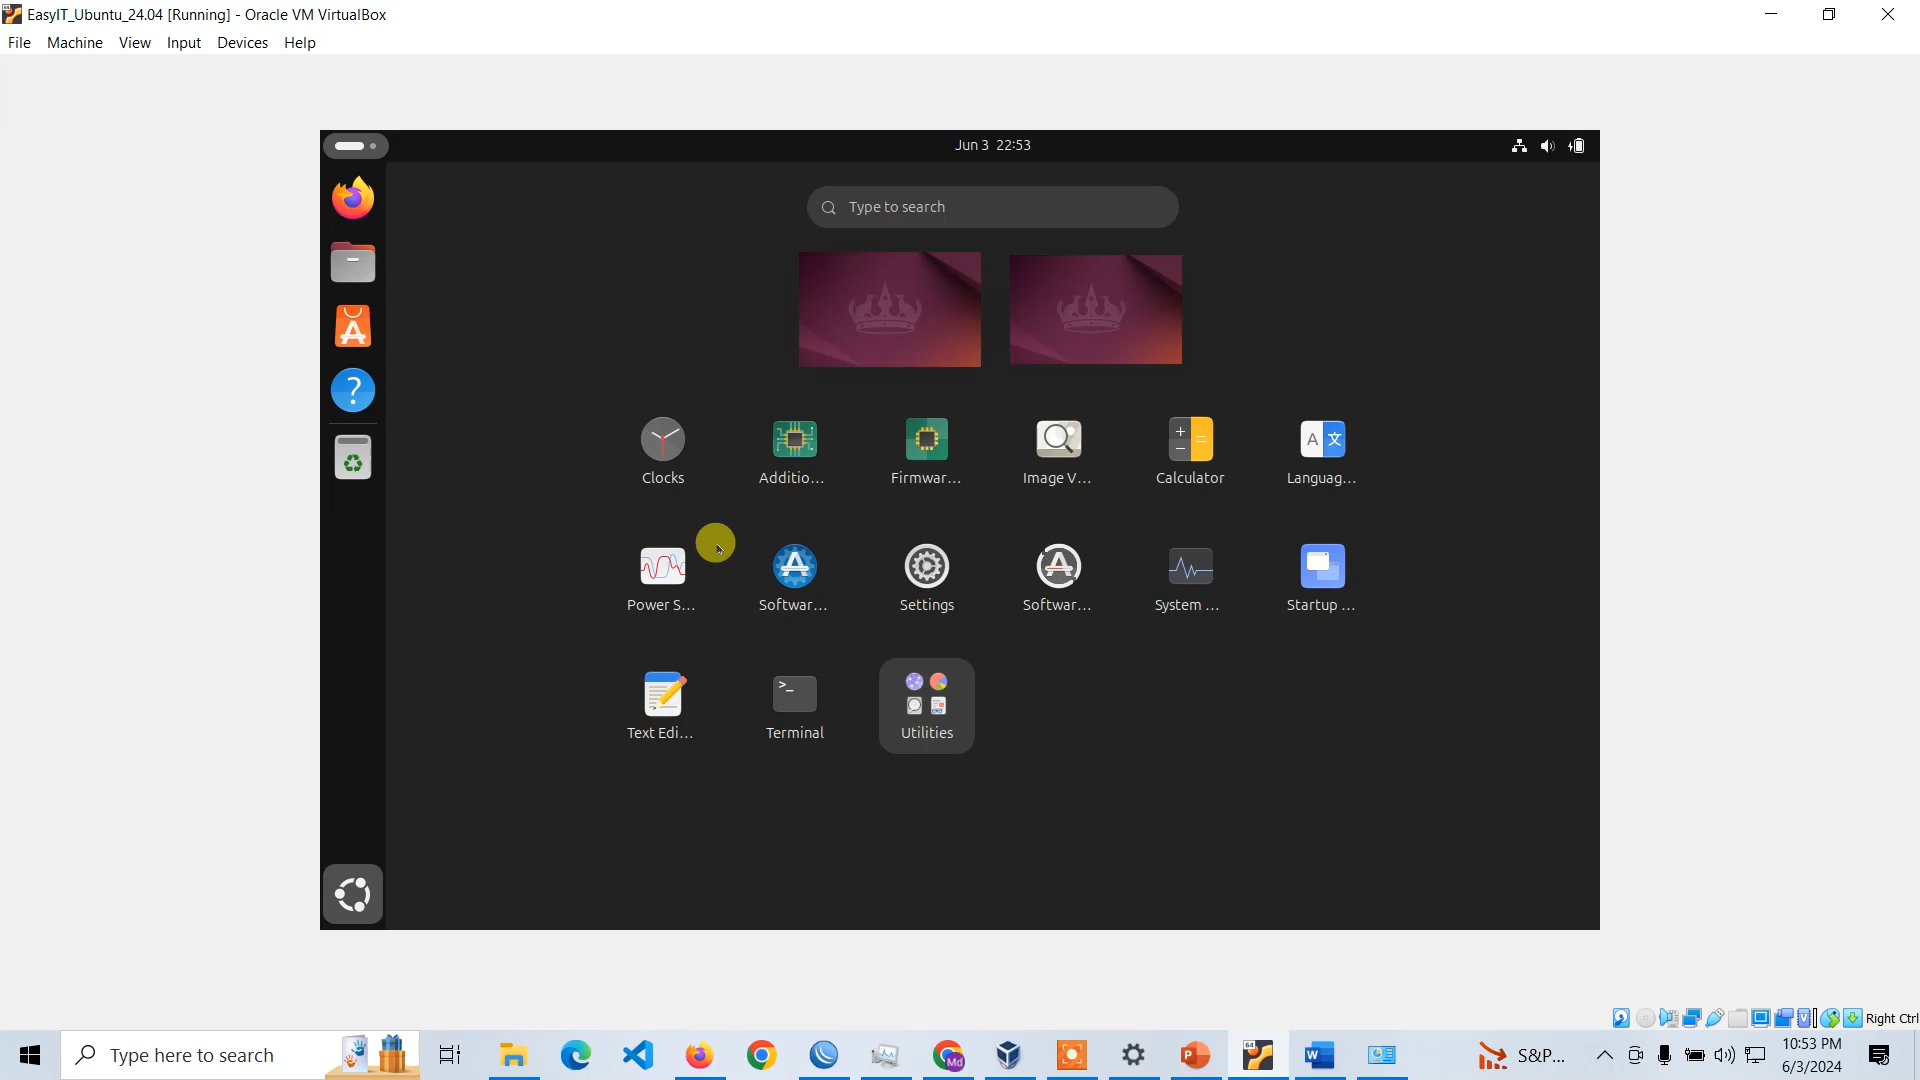 EasyIT_Ubuntu_24.04 [Running] - Oracle VM VirtualBox
File Machine View Input Devices Help
Jun 3 22:53
Type to search
Clocks Additio... Firmwar... Image V... Calculator Languag...
Power S... Softwar... Settings Softwar... System ... Startup ...
Text Edi... Terminal Utilities
Right Ctrl
Type here to search
S&P...
10:53 PM
6/3/2024